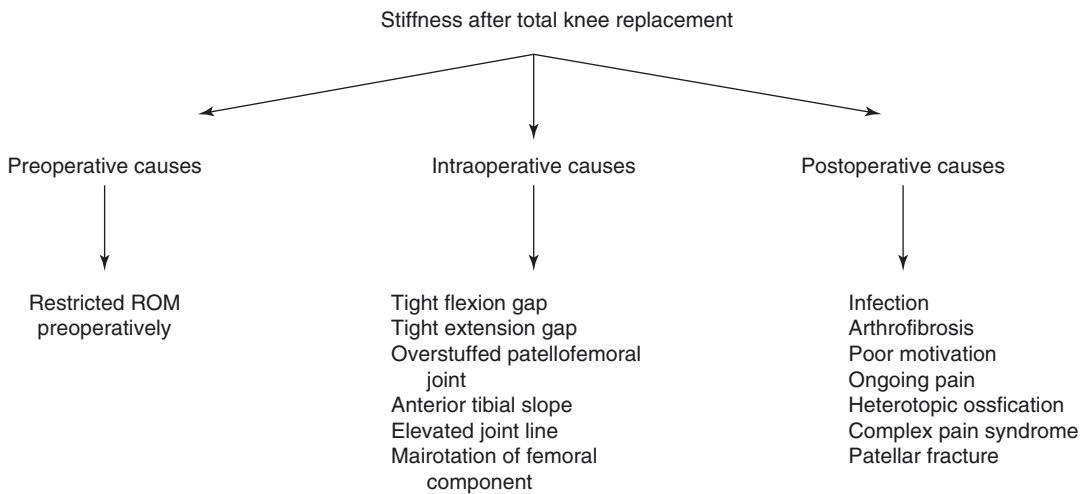 Stiffness after total knee replacement
Preoperative causes
Intraoperative causes
Postoperative causes
Restricted ROM
preoperatively
Tight flexion gap
Tight extension gap
Overstuffed patellofemoral
joint
Anterior tibial slope
Elevated joint line
Mairotation of femoral
component
Infection
Arthrofibrosis
Poor motivation
Ongoing pain
Heterotopic ossfication
Complex pain syndrome
Patellar fracture